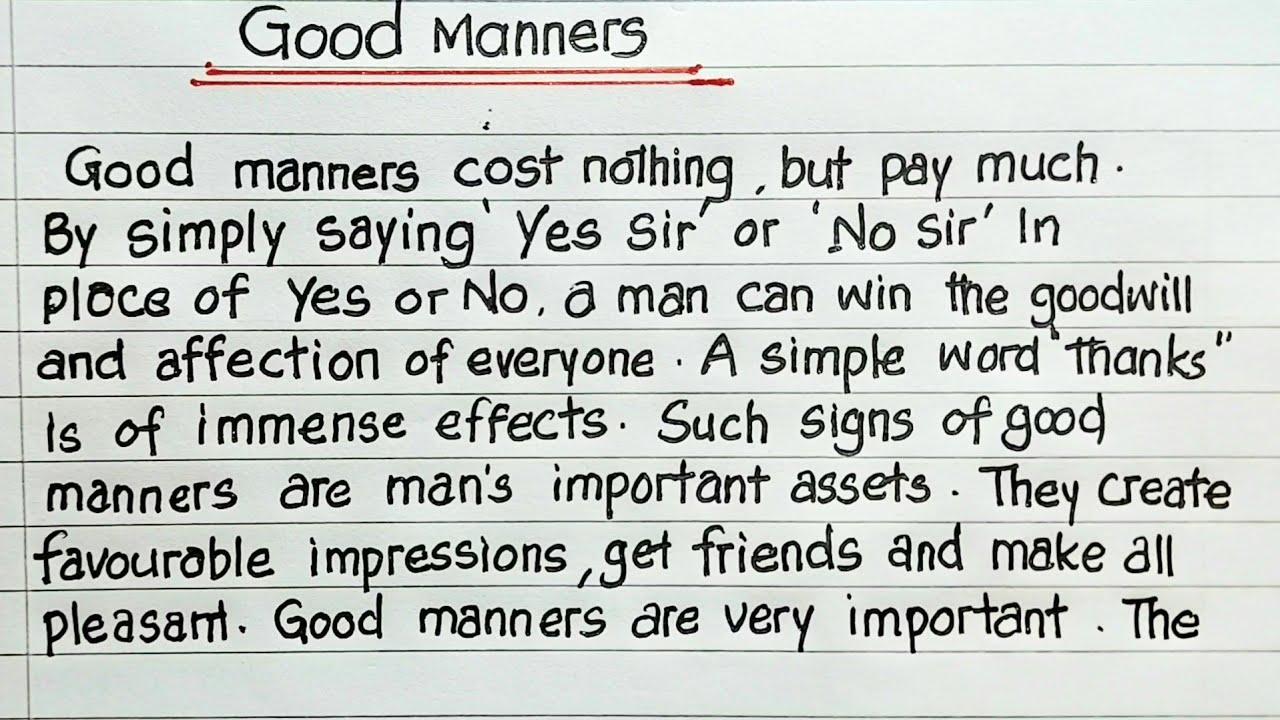 Good Manners
Good manners cost nothing, but pay much.
By simply saying 'Yes Sir' or 'No sir' In
place of Yes or No, a man can win the goodwill
and affection of everyone. A simple word "thanks"
Is of immense effects. Such signs of good
manners are man's important assets. They create
favourable impressions, get friends and make all
pleasant. Good manners are very important. The